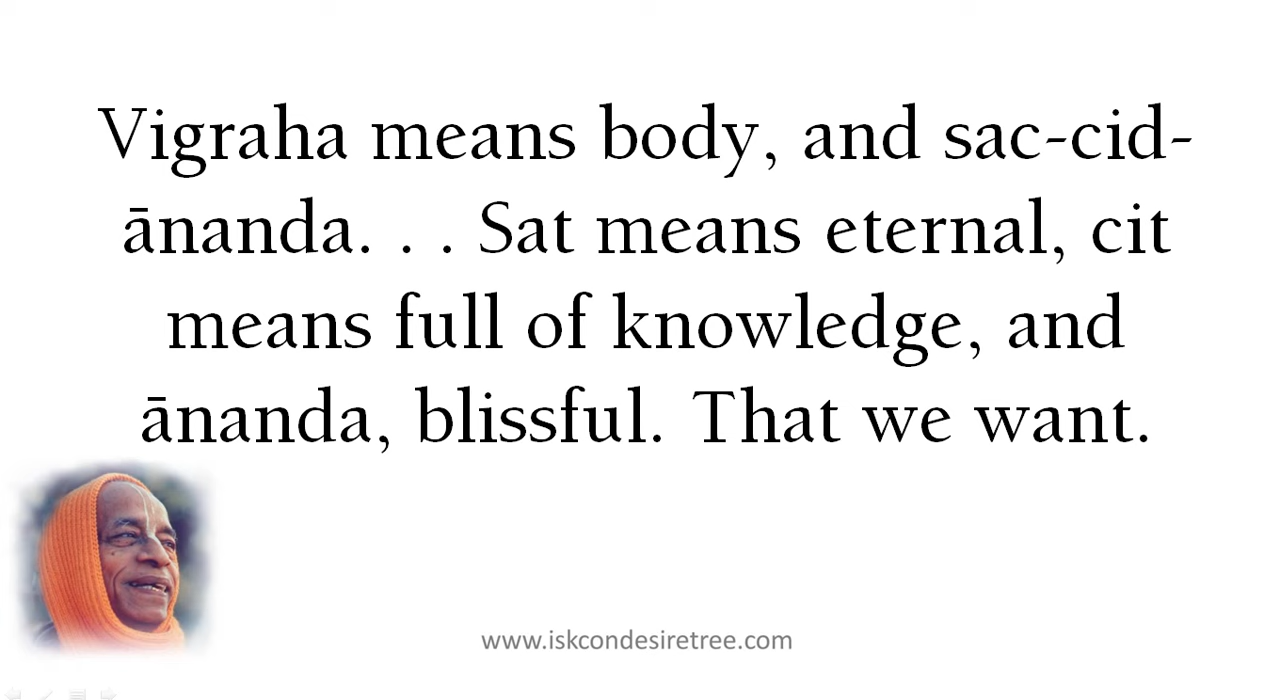 Vigraha means body, and sac-cid-
ānanda. . . Sat means eternal, cit
means full of knowledge, and
ānanda, blissful. That we want.
www.iskcondesiretree.com